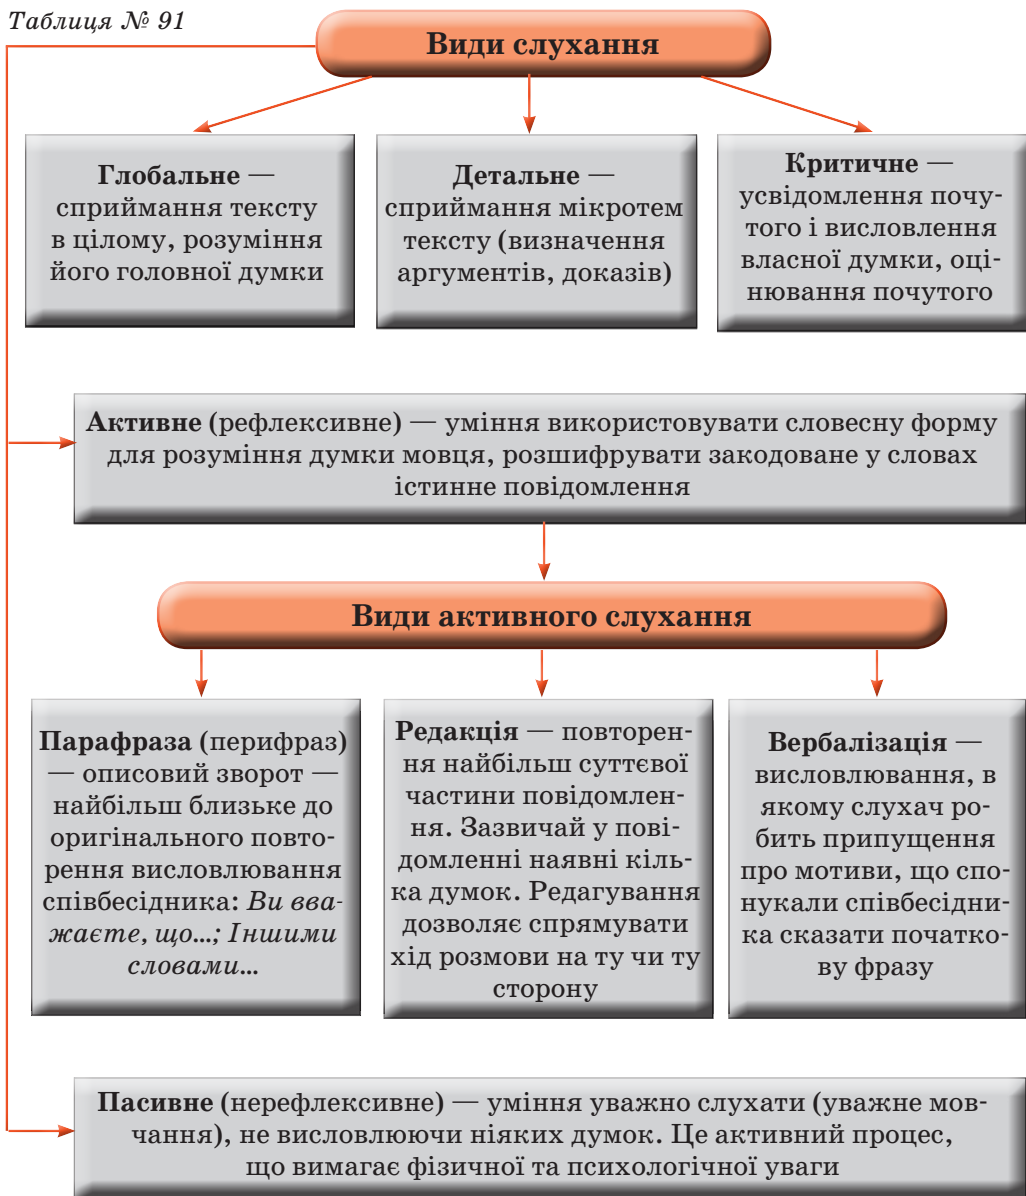 Таблиця № 91
Види слухання
Глобальне —
сприймання тексту
в цілому, розуміння
його головної думки
Детальне —
сприймання мікротем
тексту (визначення
аргументів, доказів)
Критичне —
усвідомлення почу-
того і висловлення
власної думки, оці-
нювання почутого
Активне (рефлексивне) — уміння використовувати словесну форму
для розуміння думки мовця, розшифрувати закодоване у словах
істинне повідомлення
Види активного слухання
Парафраза (перифраз)
— описовий зворот —
найбільш близьке до
оригінального повто-
рення висловлювання
співбесідника: Ви вва-
жаєте, що...; Іншими
словами...
Редакція — повторен-
ня найбільш суттєвої
частини повідомлен-
ня. Зазвичай у пові-
домленні наявні кіль-
ка думок. Редагування
дозволяє спрямувати
хід розмови на ту чи ту
сторону
Вербалізація —
висловлювання, в
якому слухач ро-
бить припущення
про мотиви, що спо-
нукали співбесідни-
ка сказати початко-
ву фразу
Пасивне (нерефлексивне) — уміння уважно слухати (уважне мов-
чання), не висловлюючи ніяких думок. Це активний процес,
що вимагає фізичної та психологічної уваги